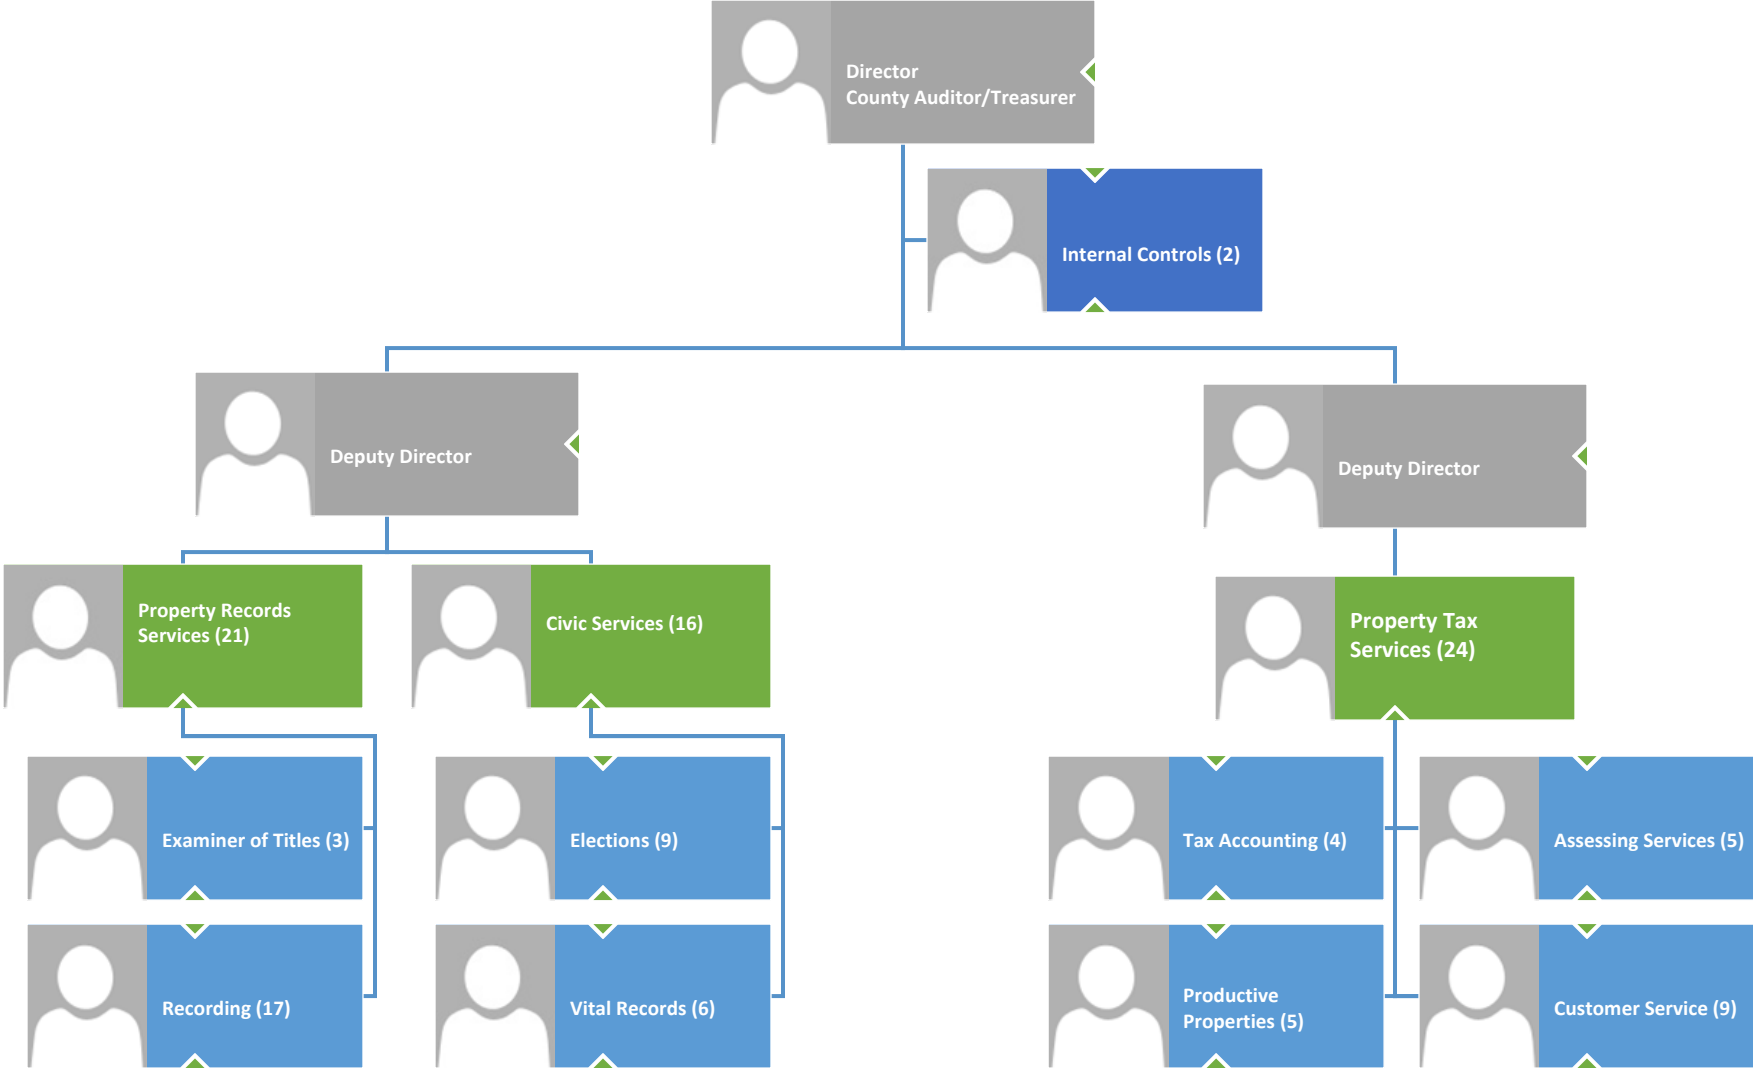 Director
County Auditor/Treasurer
Internal Controls (2)
Deputy Director
Deputy Director
Property Records
Services (21)
Civic Services (16)
Property Tax
Services (24)
Examiner of Titles (3)
Elections (9)
Tax Accounting (4)
Assessing Services (5)
Recording (17)
Vital Records (6)
Productive
Properties (5)
Customer Service (9)